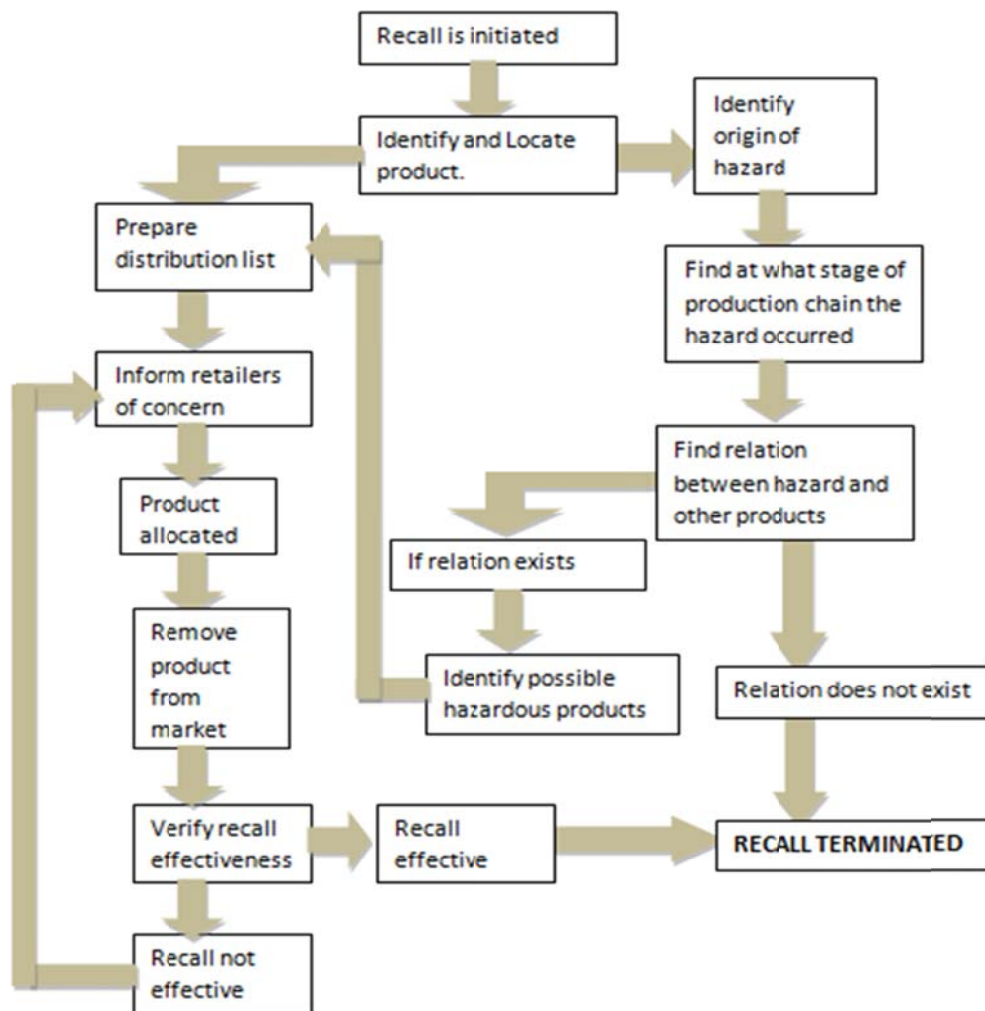 Recall is initiated
Identify and Locate
product.
Identify
origin of
hazard
Prepare
distribution list
Find at what stage of
production chain the
hazard occurred
Inform retailers
of concern
Find relation
between hazard and
other products
Product
allocated
If relation exists
Remove
product
from
market
Identify possible
hazardous products
Relation does not exist
Verify recall
effectiveness
Recall
effective
RECALL TERMINATED
Recall not
effective